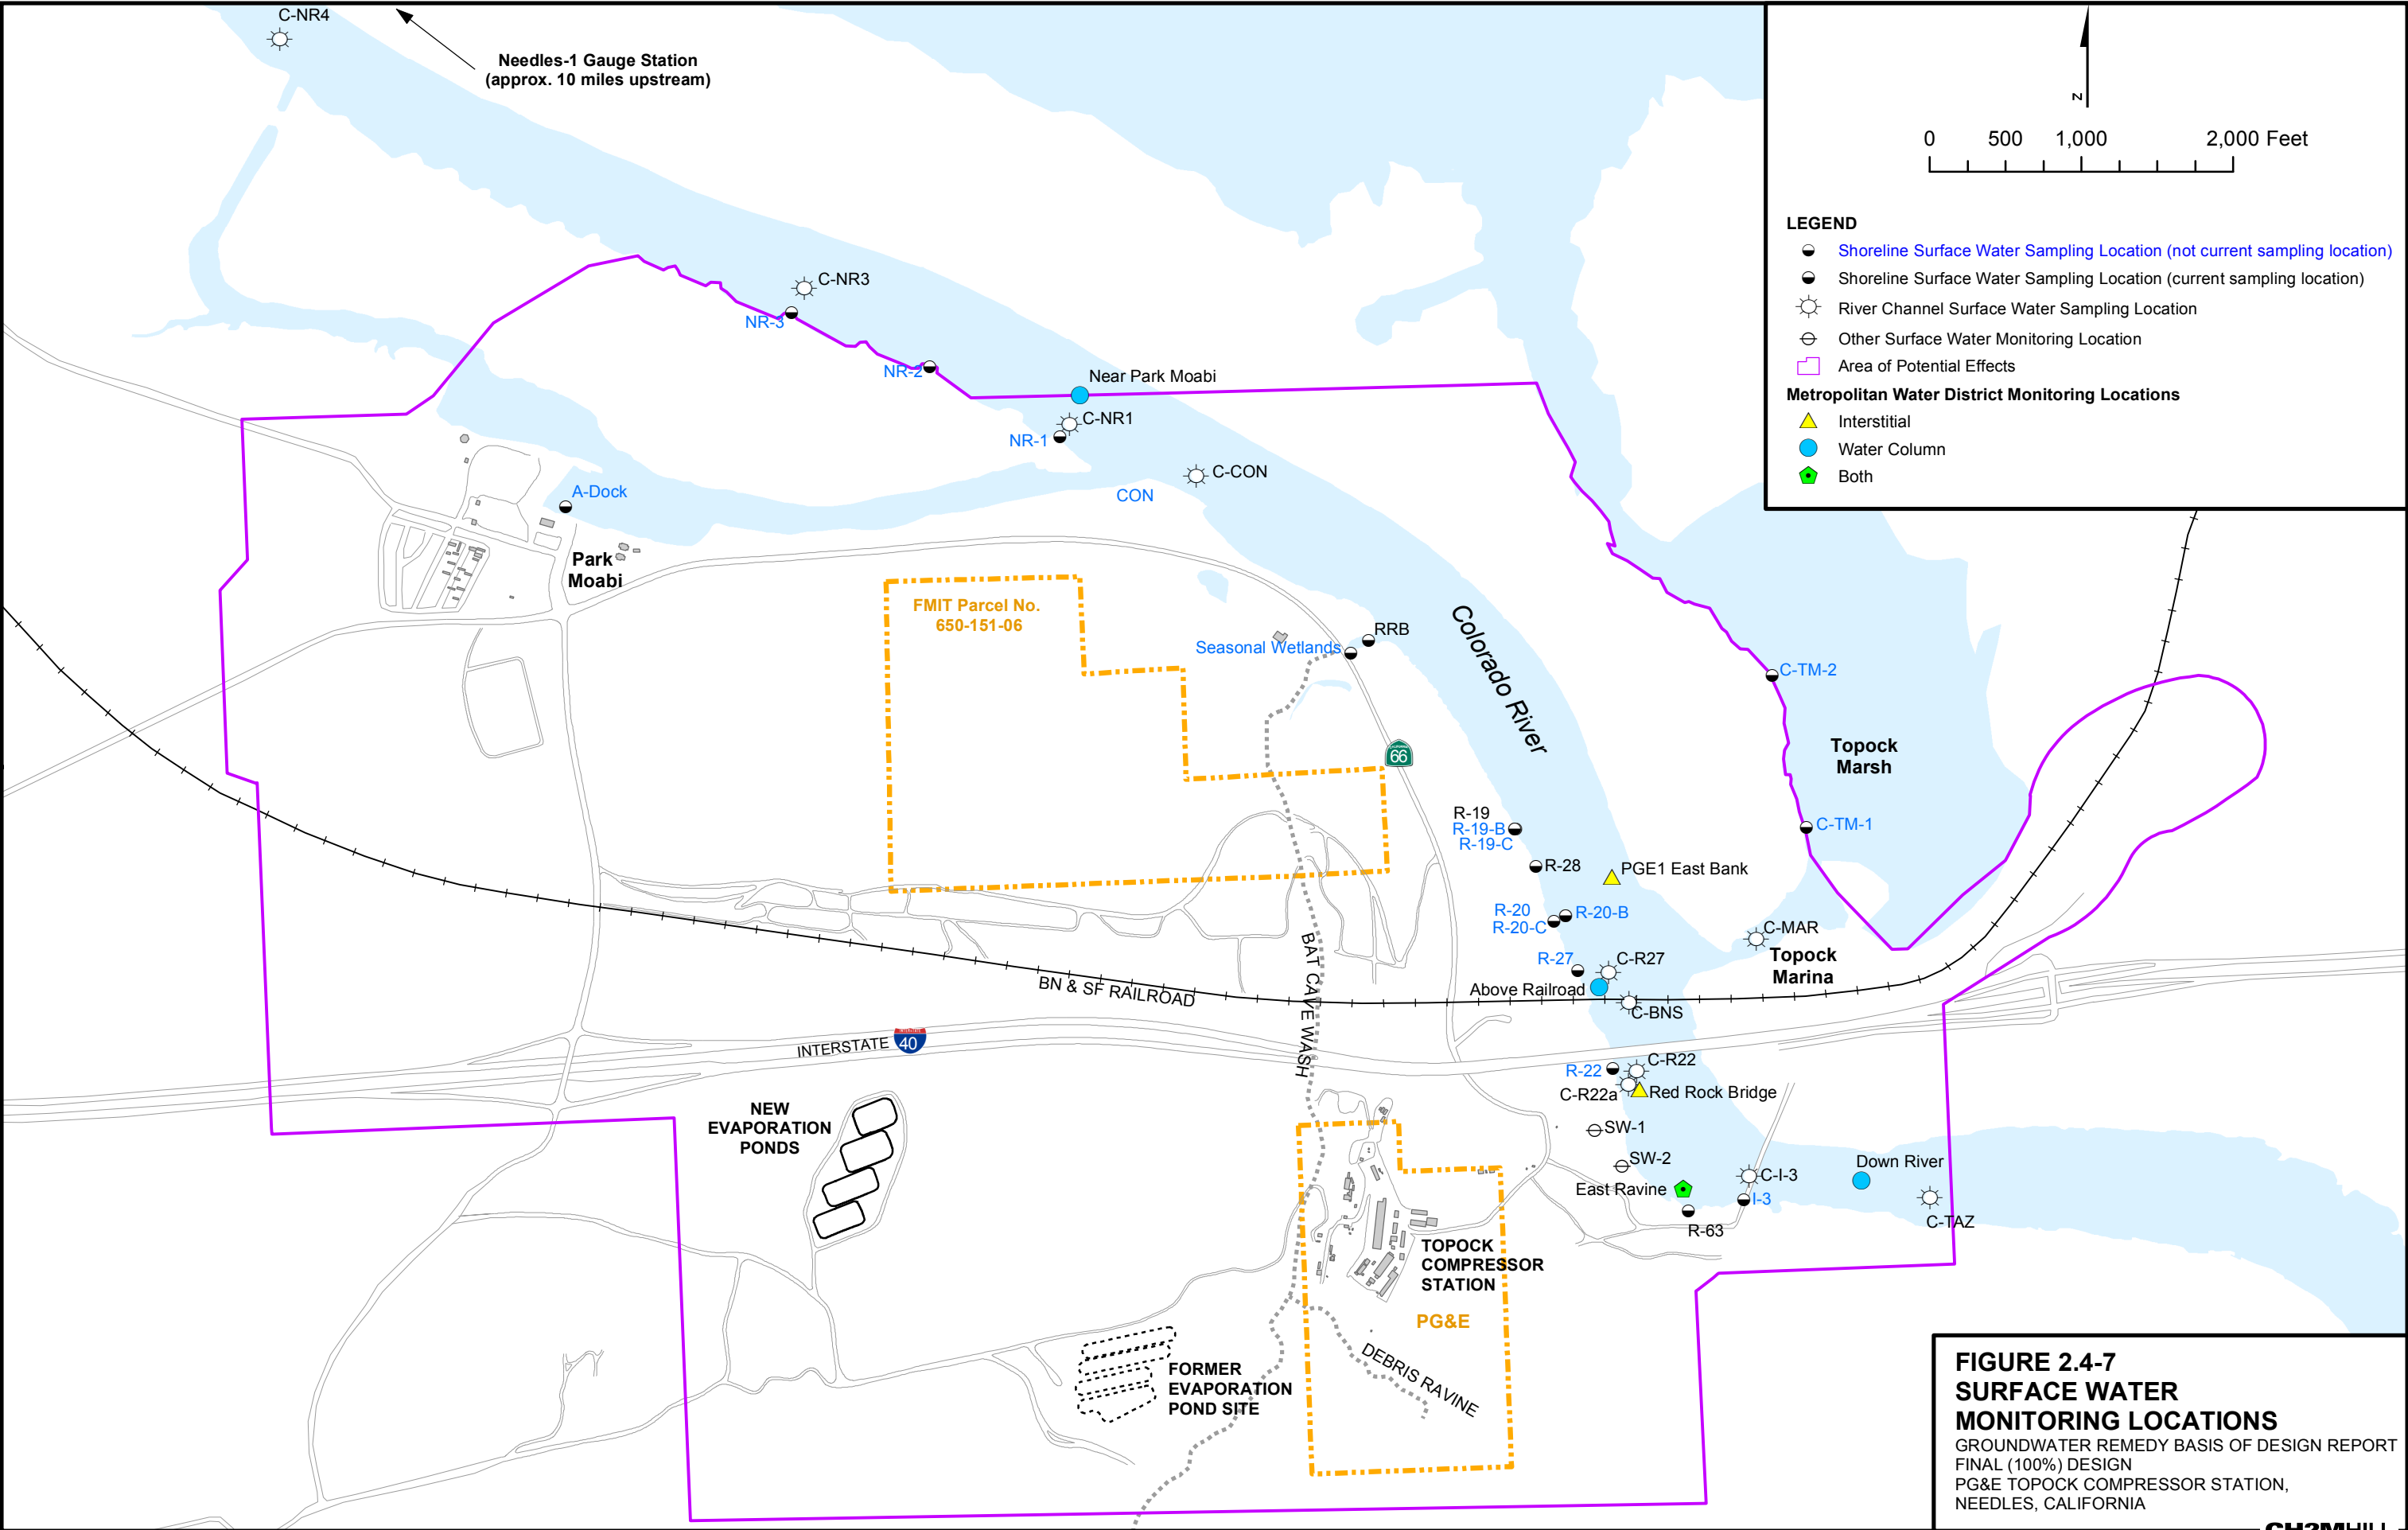 C-NR4
Needles-1 Gauge Station
(approx. 10 miles upstream)
z
0 500 1,000 2,000 Feet
LEGEND
Shoreline Surface Water Sampling Location (not current sampling location)
Shoreline Surface Water Sampling Location (current sampling location)
River Channel Surface Water Sampling Location
Other Surface Water Monitoring Location
Area of Potential Effects
Metropolitan Water District Monitoring Locations
Interstitial
Water Column
Both
C-NR3
NR-3
NR-2
Near Park Moabi
C-NR1
NR-1
C-CON
CON
A-Dock
Park
Moabi
FMIT Parcel No.
650-151-06
RRB
Seasonal Wetlands
Colorado River
C-TM-2
CALIFORNIA
66
Topock
Marsh
R-19
R-19-B
R-19-C
C-TM-1
R-28
PGE1 East Bank
R-20
R-20-B
R-20-C
C-MAR
Topock
Marina
R-27
C-R27
Above Railroad
C-BNS
BAT CAVE WASH
BN & SF RAILROAD
INTERSTATE
INTERSTATE
40
R-22
C-R22
C-R22a
Red Rock Bridge
NEW
EVAPORATION
PONDS
SW-1
SW-2
East Ravine
C-I-3
I-3
R-63
Down River
C-TAZ
TOPOCK
COMPRESSOR
STATION
PG&E
DEBRIS RAVINE
FORMER
EVAPORATION
POND SITE
FIGURE 2.4-7
SURFACE WATER
MONITORING LOCATIONS
GROUNDWATER REMEDY BASIS OF DESIGN REPORT
FINAL (100%) DESIGN
PG&E TOPOCK COMPRESSOR STATION,
NEEDLES, CALIFORNIA
CH2MHILL